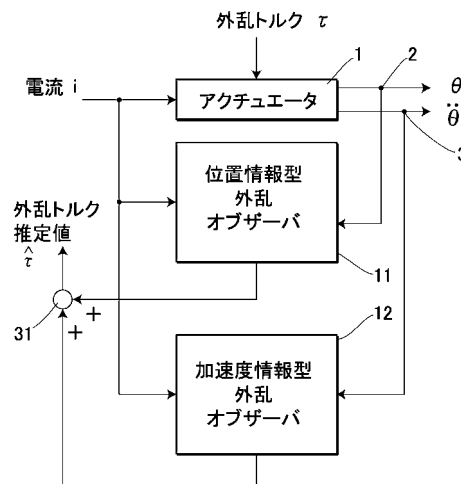 外乱トルク τ
1
2
電流 i
アクチュエータ
θ
θ̈
3
位置情報型
外乱
オブザーバ
外乱トルク
推定値
τ̂
11
31
+
+
12
加速度情報型
外乱
オブザーバ